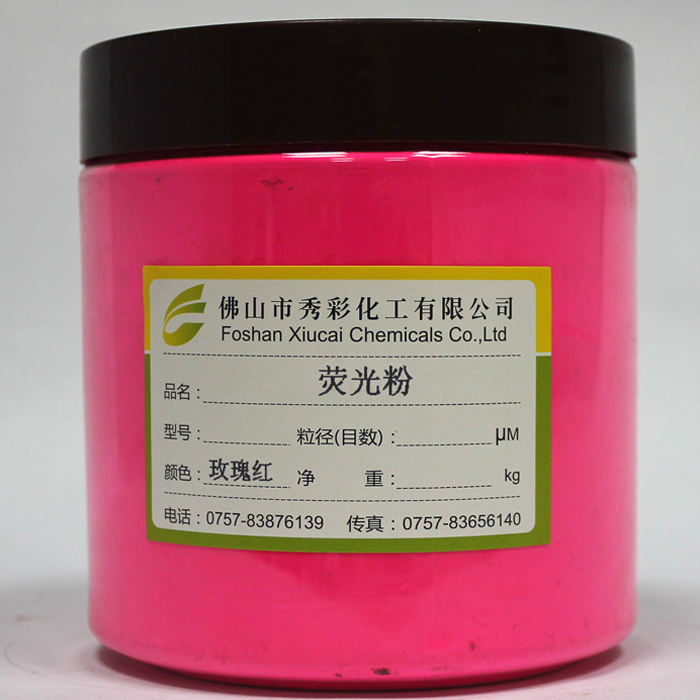 佛山市秀彩化工有限公司
Foshan Xiucai Chemicals Co.,Ltd
品名: 荧光粉
型号: 粒径(目数): μM
颜色: 玫瑰红 净 重: kg
电话: 0757-83876139 传真: 0757-83656140